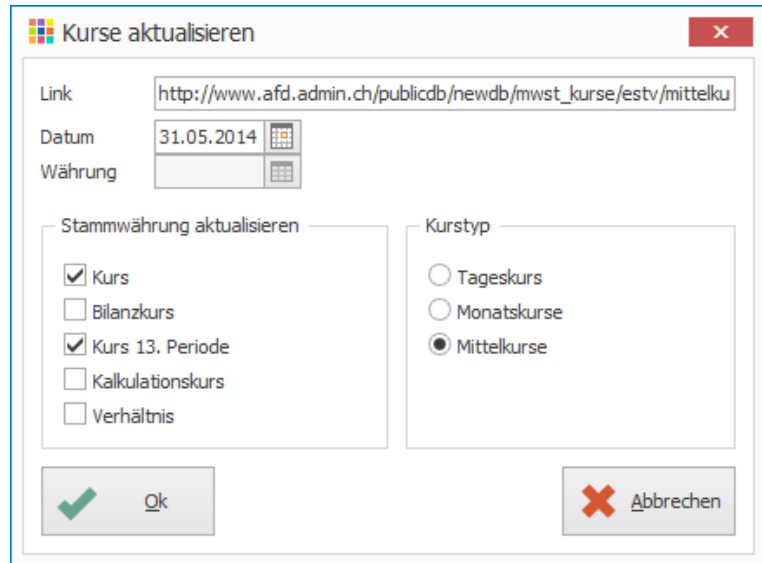 Kurse aktualisieren
Link http://www.afd.admin.ch/publicdb/newdb/mwst_kurse/estv/mittelku
Datum 31.05.2014
Währung
Stammwährung aktualisieren
Kurs
Bilanzkurs
Kurs 13. Periode
Kalkulationskurs
Verhältnis
Kurstyp
Tageskurs
Monatskurse
Mittelkurse
Ok
Abbrechen